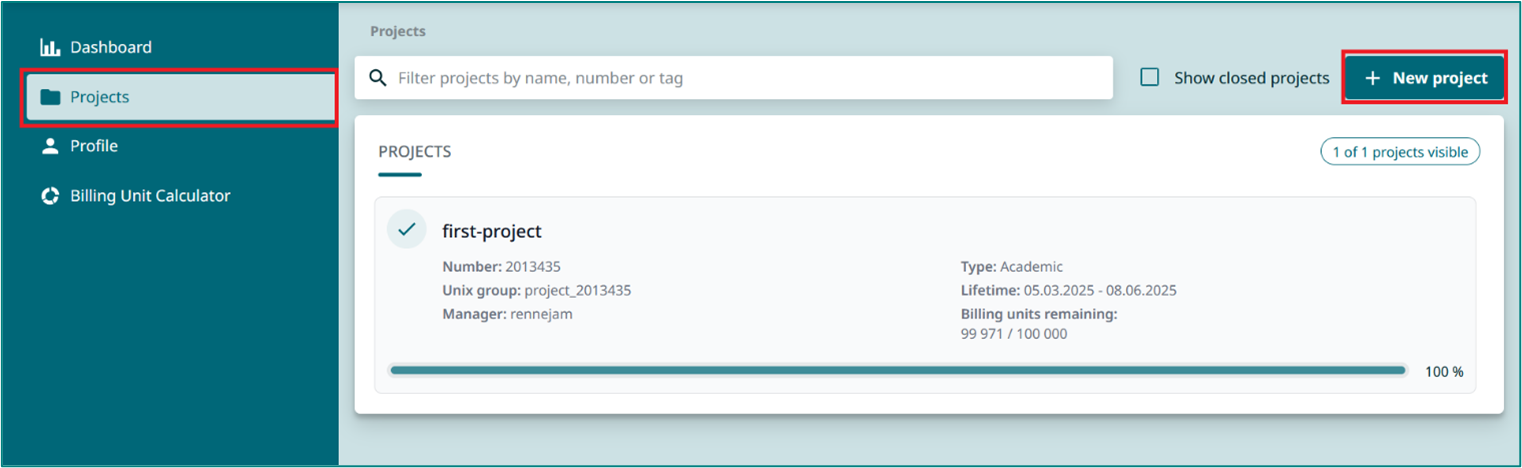 Dashboard
Projects
Profile
Billing Unit Calculator
Projects
Filter projects by name, number or tag
Show closed projects
+ New project
PROJECTS
1 of 1 projects visible
first-project
Number: 2013435
Unix group: project_2013435
Manager: rennejam
Type: Academic
Lifetime: 05.03.2025 - 08.06.2025
Billing units remaining:
99 971 / 100 000
100 %